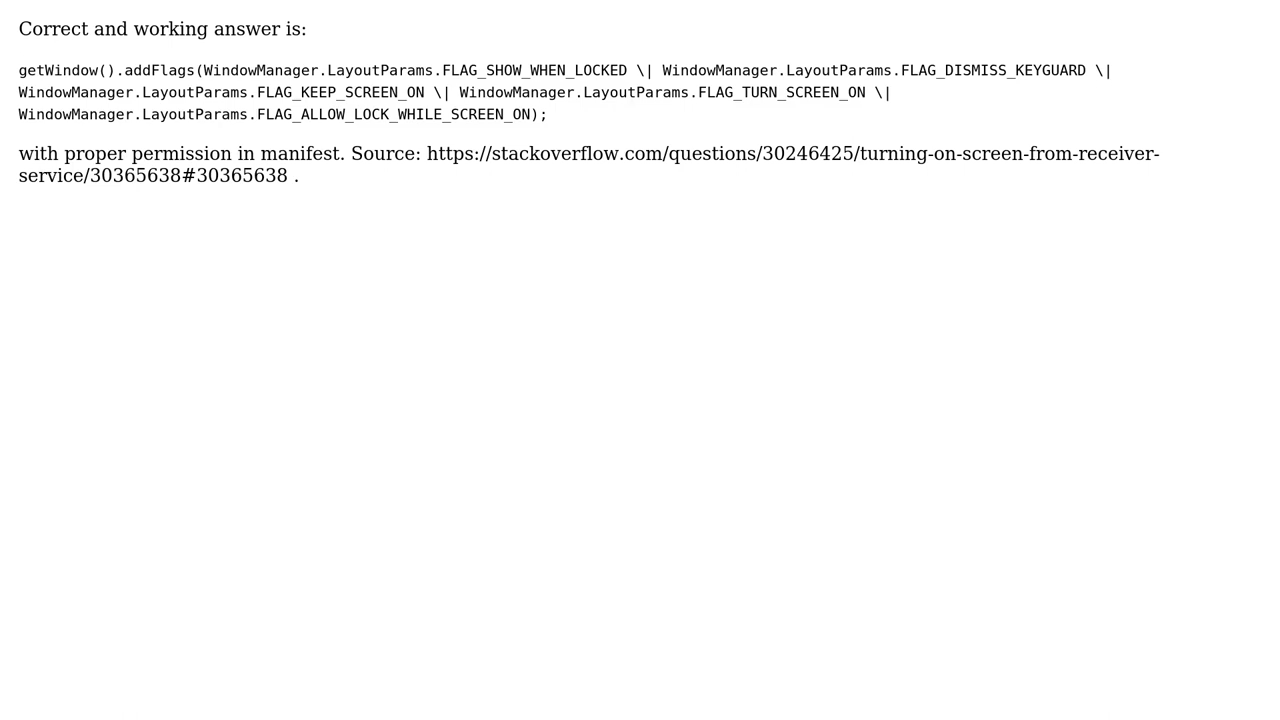 Correct and working answer is:
getWindow().addFlags(WindowManager.LayoutParams.FLAG_SHOW_WHEN_LOCKED \| WindowManager.LayoutParams.FLAG_DISMISS_KEYGUARD \|
WindowManager.LayoutParams.FLAG_KEEP_SCREEN_ON \| WindowManager.LayoutParams.FLAG_TURN_SCREEN_ON \|
WindowManager.LayoutParams.FLAG_ALLOW_LOCK_WHILE_SCREEN_ON);
with proper permission in manifest. Source: https://stackoverflow.com/questions/30246425/turning-on-screen-from-receiver-
service/30365638#30365638 .